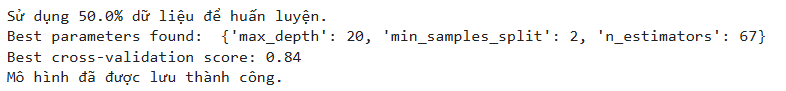 Sử dụng 50.0% dữ liệu để huấn luyện.
Best parameters found:  {'max_depth': 20, 'min_samples_split': 2, 'n_estimators': 67}
Best cross-validation score: 0.84
Mô hình đã được lưu thành công.